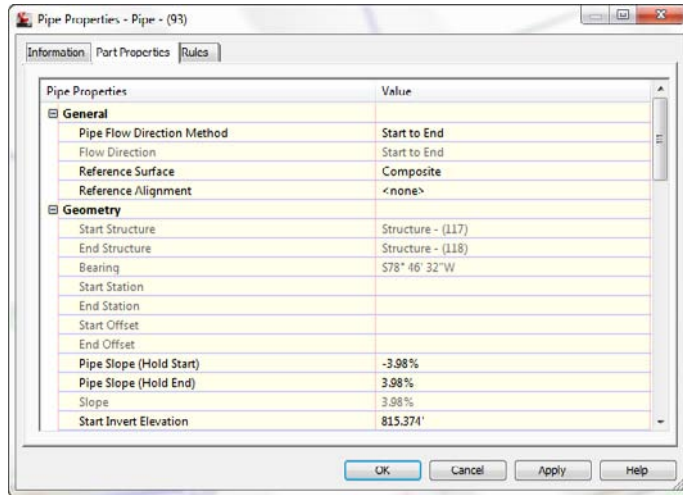 Pipe Properties - Pipe - (93)
Information Part Properties Rules
Pipe Properties Value
General
Pipe Flow Direction Method Start to End
Flow Direction Start to End
Reference Surface Composite
Reference Alignment <none>
Geometry
Start Structure Structure - (117)
End Structure Structure - (118)
Bearing S78° 46' 32"W
Start Station
End Station
Start Offset
End Offset
Pipe Slope (Hold Start) -3.98%
Pipe Slope (Hold End) 3.98%
Slope 3.98%
Start Invert Elevation 815.374'
OK Cancel Apply Help